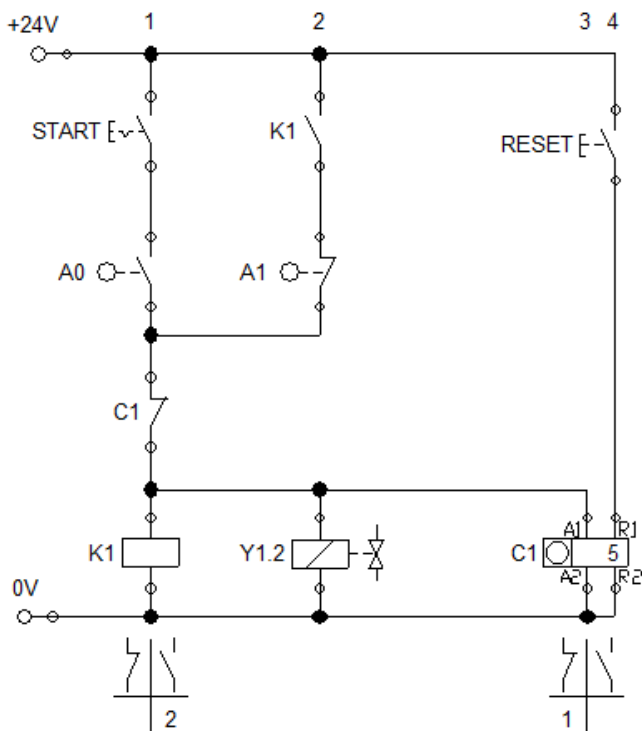 1 2 3 4
+24V
START K1 RESET
A0 A1
C1
A1 R1
K1 Y1.2 C1 5
A2 R2
0V
2 1